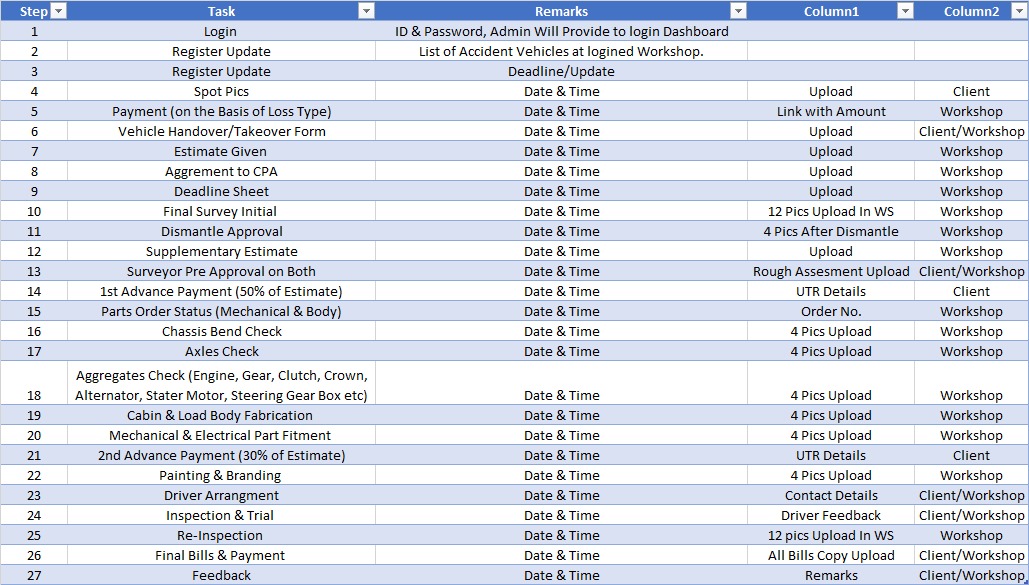 Step Task Remarks Column1 Column2
1 Login ID & Password, Admin Will Provide to login Dashboard
2 Register Update List of Accident Vehicles at logined Workshop.
3 Register Update Deadline/Update
4 Spot Pics Date & Time Upload Client
5 Payment (on the Basis of Loss Type) Date & Time Link with Amount Workshop
6 Vehicle Handover/Takeover Form Date & Time Upload Client/Workshop
7 Estimate Given Date & Time Upload Workshop
8 Aggrement to CPA Date & Time Upload Workshop
9 Deadline Sheet Date & Time Upload Workshop
10 Final Survey Initial Date & Time 12 Pics Upload In WS Workshop
11 Dismantle Approval Date & Time 4 Pics After Dismantle Workshop
12 Supplementary Estimate Date & Time Upload Workshop
13 Surveyor Pre Approval on Both Date & Time Rough Assesment Upload Client/Workshop
14 1st Advance Payment (50% of Estimate) Date & Time UTR Details Client
15 Parts Order Status (Mechanical & Body) Date & Time Order No. Workshop
16 Chassis Bend Check Date & Time 4 Pics Upload Workshop
17 Axles Check Date & Time 4 Pics Upload Workshop
Aggregates Check (Engine, Gear, Clutch, Crown,
18 Alternator, Stater Motor, Steering Gear Box etc) Date & Time 4 Pics Upload Workshop
19 Cabin & Load Body Fabrication Date & Time 4 Pics Upload Workshop
20 Mechanical & Electrical Part Fitment Date & Time 4 Pics Upload Workshop
21 2nd Advance Payment (30% of Estimate) Date & Time UTR Details Client
22 Painting & Branding Date & Time 4 Pics Upload Workshop
23 Driver Arrangment Date & Time Contact Details Client/Workshop
24 Inspection & Trial Date & Time Driver Feedback Client/Workshop
25 Re-Inspection Date & Time 12 pics Upload In WS Workshop
26 Final Bills & Payment Date & Time All Bills Copy Upload Client/Workshop
27 Feedback Date & Time Remarks Client/Workshop